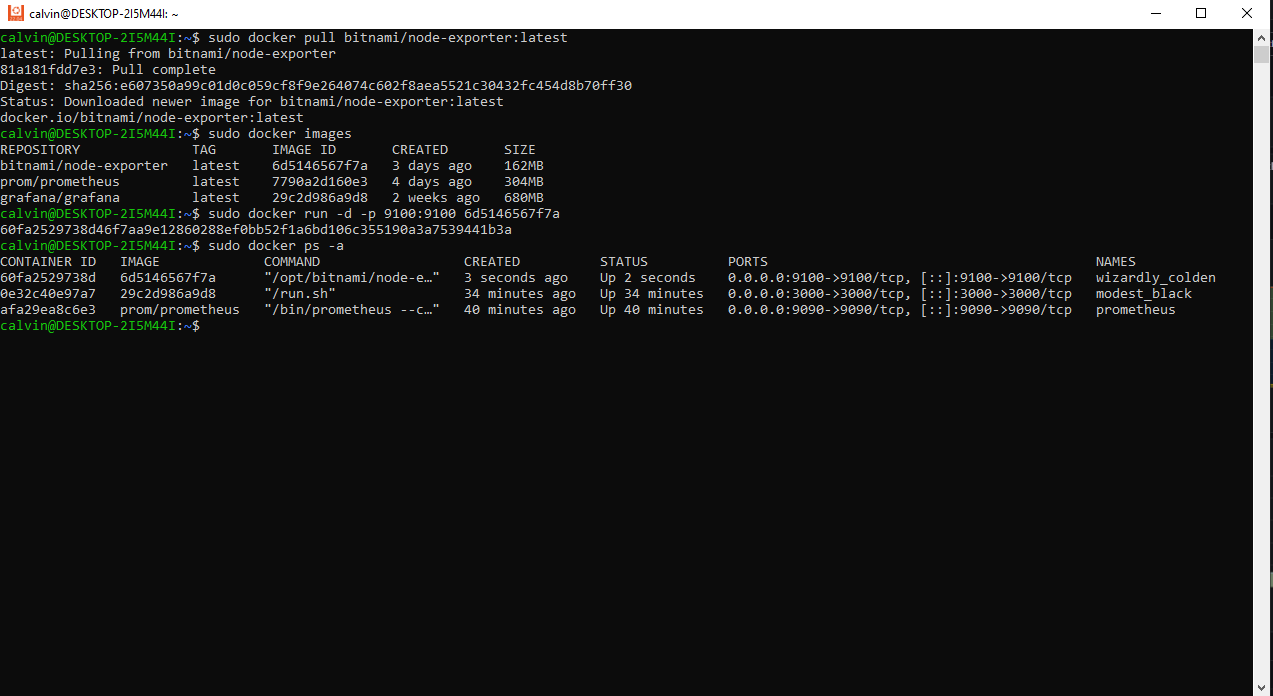 calvin@DESKTOP-2I5M44I: ~
calvin@DESKTOP-2I5M44I:~$ sudo docker pull bitnami/node-exporter:latest
latest: Pulling from bitnami/node-exporter
81a181fdd7e3: Pull complete
Digest: sha256:e607350a99c01d0c059cf8f9e264074c602f8aea5521c30432fc454d8b70ff30
Status: Downloaded newer image for bitnami/node-exporter:latest
docker.io/bitnami/node-exporter:latest
calvin@DESKTOP-2I5M44I:~$ sudo docker images
REPOSITORY              TAG       IMAGE ID       CREATED       SIZE
bitnami/node-exporter   latest    6d5146567f7a   3 days ago    162MB
prom/prometheus         latest    7790a2d160e3   4 days ago    304MB
grafana/grafana         latest    29c2d986a9d8   2 weeks ago   680MB
calvin@DESKTOP-2I5M44I:~$ sudo docker run -d -p 9100:9100 6d5146567f7a
60fa2529738d46f7aa9e12860288ef0bb52f1a6bd106c355190a3a7539441b3a
calvin@DESKTOP-2I5M44I:~$ sudo docker ps -a
CONTAINER ID   IMAGE             COMMAND                  CREATED          STATUS          PORTS                                         NAMES
60fa2529738d   6d5146567f7a      "/opt/bitnami/node-e…"   3 seconds ago    Up 2 seconds    0.0.0.0:9100->9100/tcp, [::]:9100->9100/tcp   wizardly_colden
0e32c40e97a7   29c2d986a9d8      "/run.sh"                34 minutes ago   Up 34 minutes   0.0.0.0:3000->3000/tcp, [::]:3000->3000/tcp   modest_black
afa29ea8c6e3   prom/prometheus   "/bin/prometheus --c…"   40 minutes ago   Up 40 minutes   0.0.0.0:9090->9090/tcp, [::]:9090->9090/tcp   prometheus
calvin@DESKTOP-2I5M44I:~$